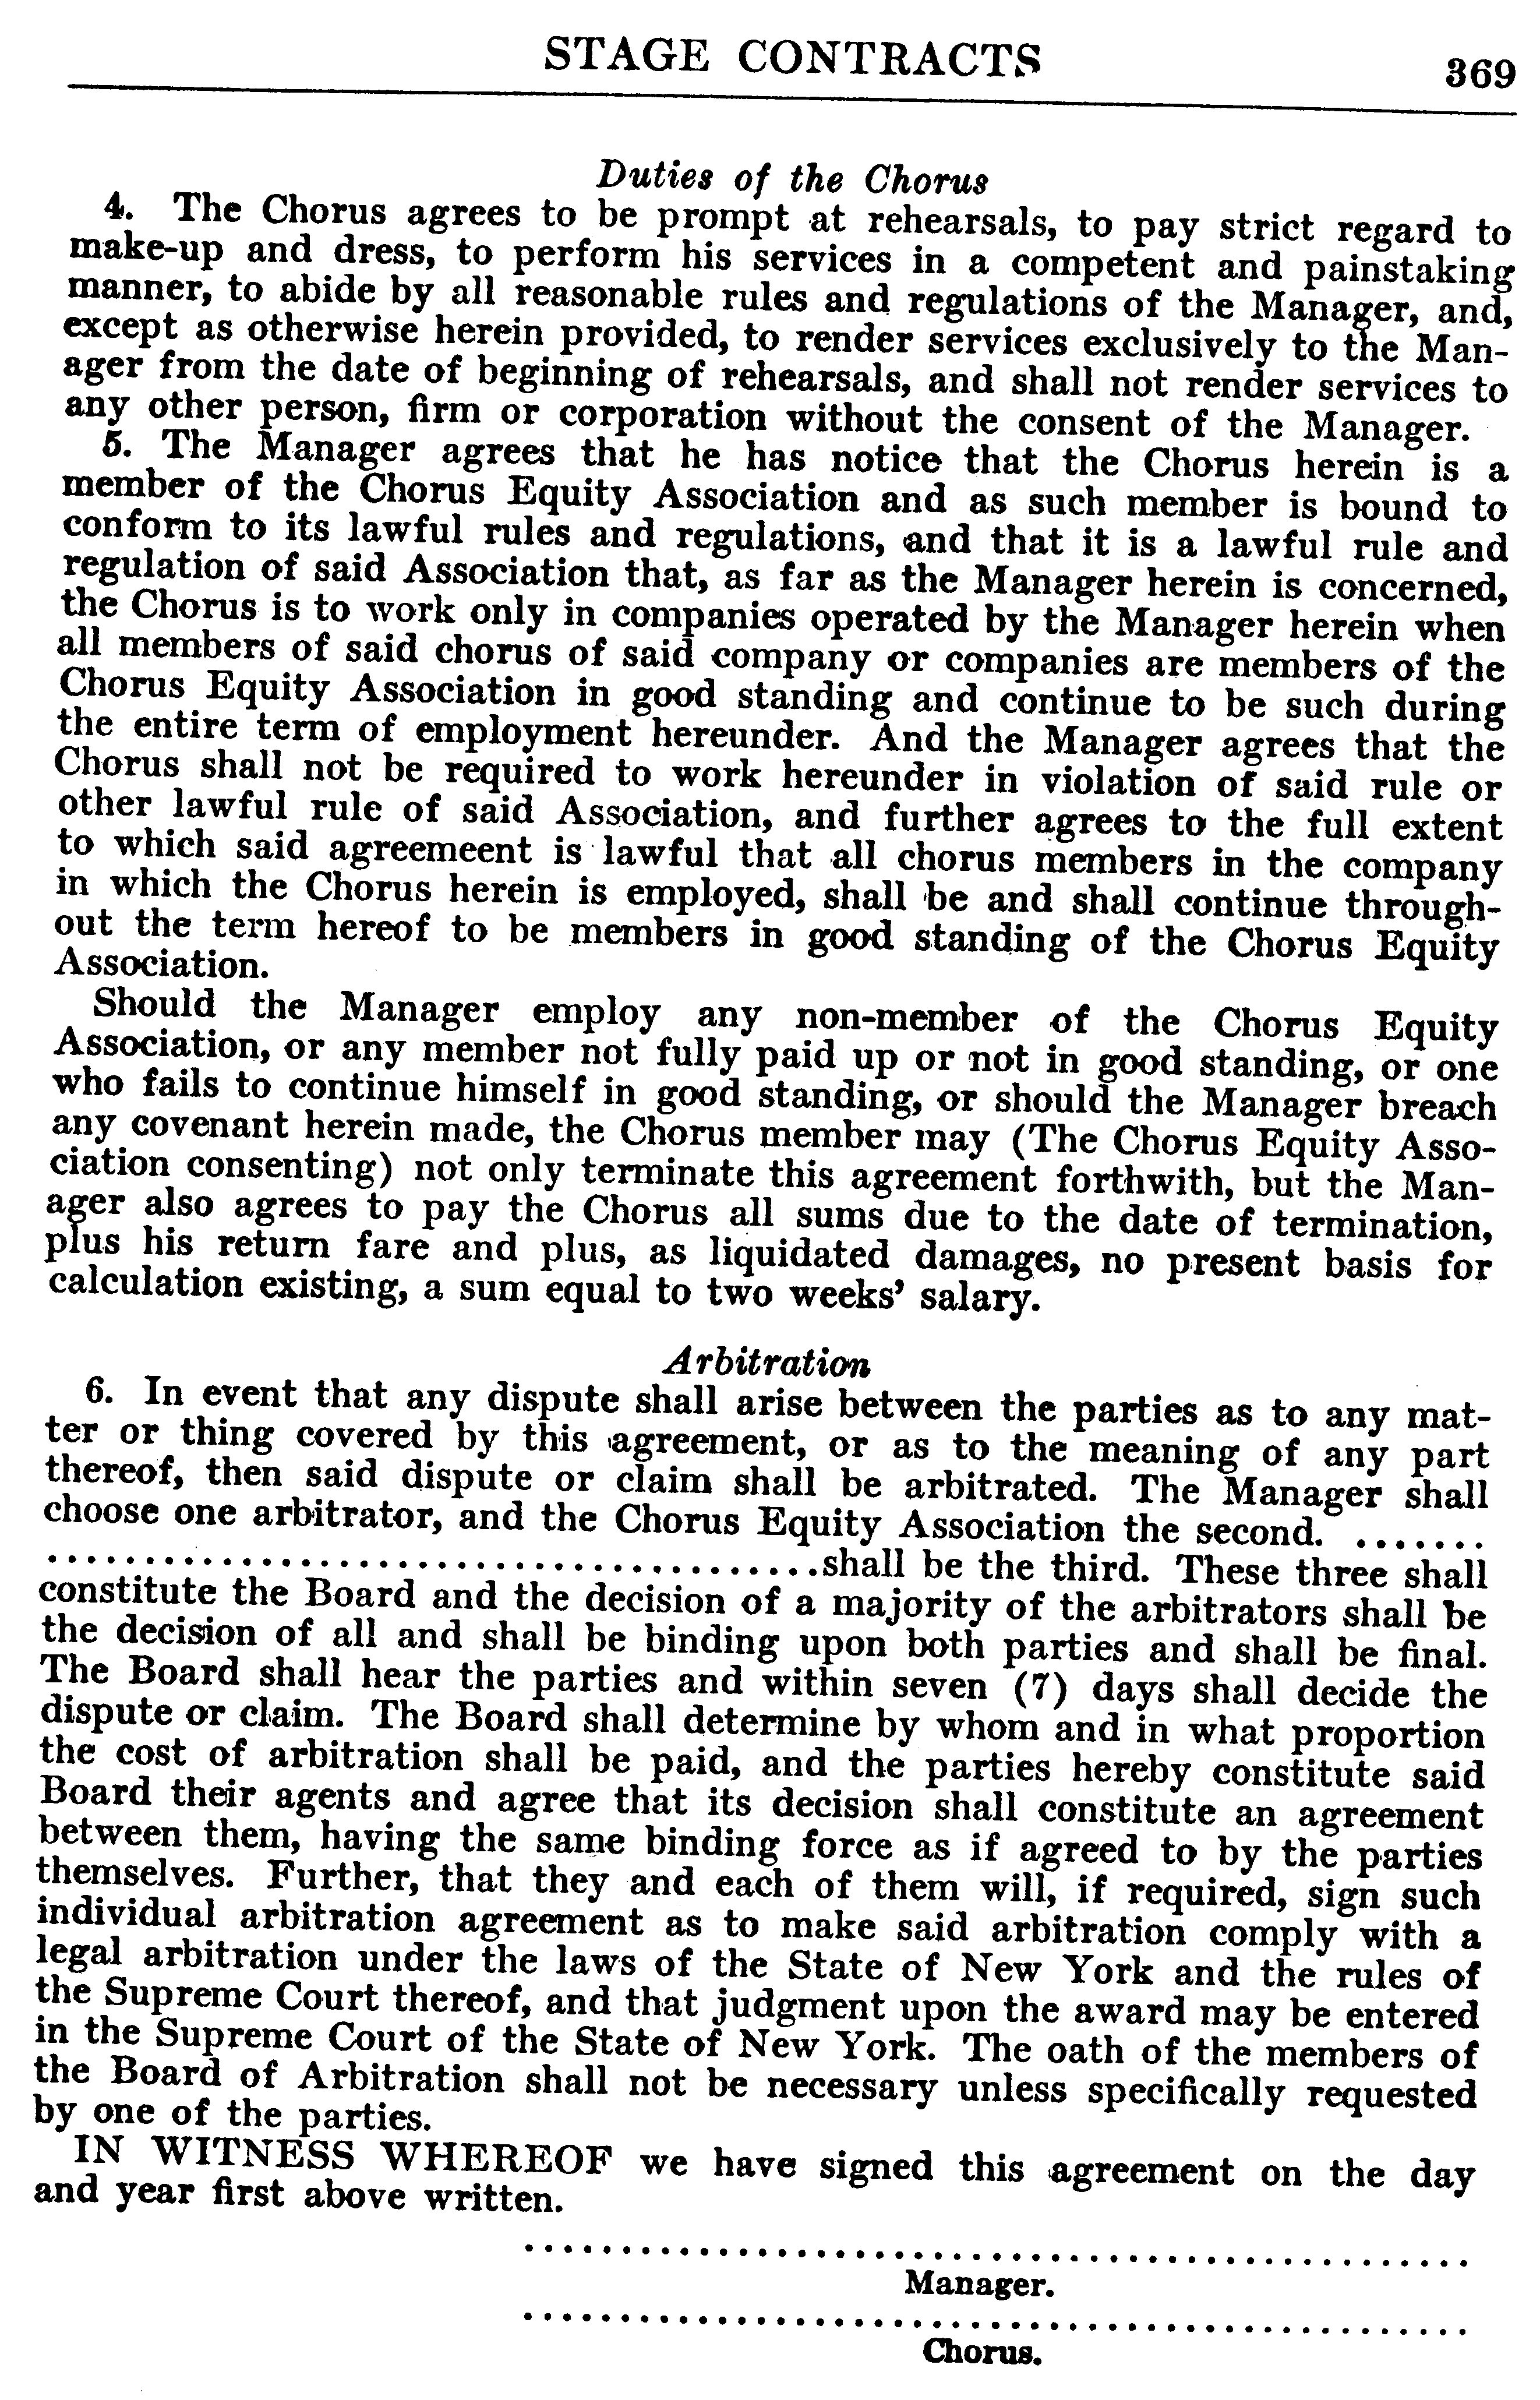 STAGE CONTRACTS 369
Duties of the Chorus
4. The Chorus agrees to be prompt at rehearsals, to pay strict regard to
make-up and dress, to perform his services in a competent and painstaking
manner, to abide by all reasonable rules and regulations of the Manager, and,
except as otherwise herein provided, to render services exclusively to the Man-
ager from the date of beginning of rehearsals, and shall not render services to
any other person, firm or corporation without the consent of the Manager.
5. The Manager agrees that he has notice that the Chorus herein is a
member of the Chorus Equity Association and as such member is bound to
conform to its lawful rules and regulations, and that it is a lawful rule and
regulation of said Association that, as far as the Manager herein is concerned,
the Chorus is to work only in companies operated by the Manager herein when
all members of said chorus of said company or companies are members of the
Chorus Equity Association in good standing and continue to be such during
the entire term of employment hereunder. And the Manager agrees that the
Chorus shall not be required to work hereunder in violation of said rule or
other lawful rule of said Association, and further agrees to the full extent
to which said agreemeent is lawful that all chorus members in the company
in which the Chorus herein is employed, shall be and shall continue through-
out the term hereof to be members in good standing of the Chorus Equity
Association.
Should the Manager employ any non-member of the Chorus Equity
Association, or any member not fully paid up or not in good standing, or one
who fails to continue himself in good standing, or should the Manager breach
any covenant herein made, the Chorus member may (The Chorus Equity Asso-
ciation consenting) not only terminate this agreement forthwith, but the Man-
ager also agrees to pay the Chorus all sums due to the date of termination,
plus his return fare and plus, as liquidated damages, no present basis for
calculation existing, a sum equal to two weeks' salary.
Arbitration
6. In event that any dispute shall arise between the parties as to any mat-
ter or thing covered by this agreement, or as to the meaning of any part
thereof, then said dispute or claim shall be arbitrated. The Manager shall
choose one arbitrator, and the Chorus Equity Association the second. .......
........................................shall be the third. These three shall
constitute the Board and the decision of a majority of the arbitrators shall be
the decision of all and shall be binding upon both parties and shall be final.
The Board shall hear the parties and within seven (7) days shall decide the
dispute or claim. The Board shall determine by whom and in what proportion
the cost of arbitration shall be paid, and the parties hereby constitute said
Board their agents and agree that its decision shall constitute an agreement
between them, having the same binding force as if agreed to by the parties
themselves. Further, that they and each of them will, if required, sign such
individual arbitration agreement as to make said arbitration comply with a
legal arbitration under the laws of the State of New York and the rules of
the Supreme Court thereof, and that judgment upon the award may be entered
in the Supreme Court of the State of New York. The oath of the members of
the Board of Arbitration shall not be necessary unless specifically requested
by one of the parties.
IN WITNESS WHEREOF we have signed this agreement on the day
and year first above written.
.................................................
Manager.
.................................................
Chorus.